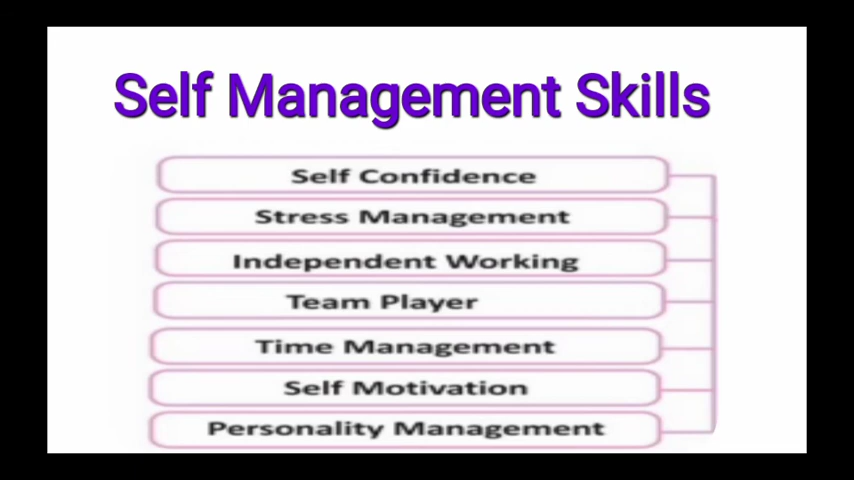 Self Management Skills
Self Confidence
Stress Management
Independent Working
Team Player
Time Management
Self Motivation
Personality Management